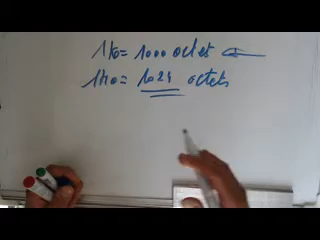 1ko = 1000 octet
1ko = 1024 octets